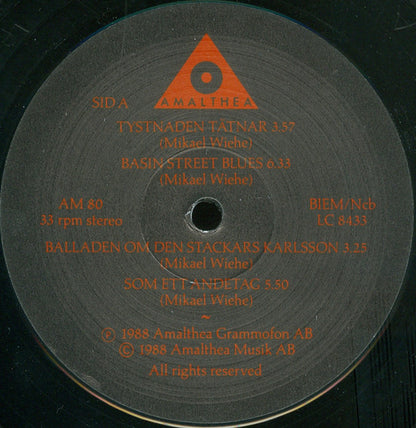 AMALTHEA
SID A
TYSTNADEN TÄTNAR 3.57
(Mikael Wiehe)
BASIN STREET BLUES 6.33
(Mikael Wiehe)
AM 80
33 rpm stereo
BIEM/Ncb
LC 8433
BALLADEN OM DEN STACKARS KARLSSON 3.25
(Mikael Wiehe)
SOM ETT ANDETAG 5.50
(Mikael Wiehe)
~
℗ 1988 Amalthea Grammofon AB
© 1988 Amalthea Musik AB
All rights reserved